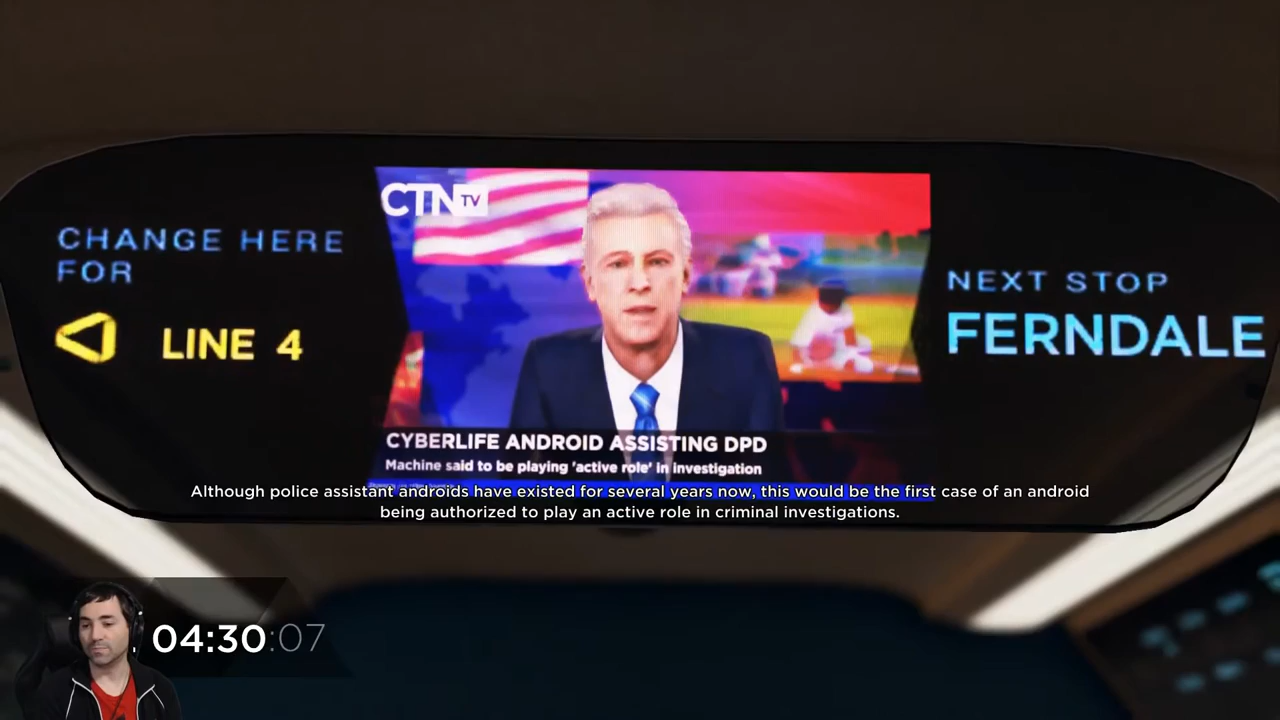 CTN TV
CHANGE HERE
FOR
LINE 4
NEXT STOP
FERNDALE
CYBERLIFE ANDROID ASSISTING DPD
Machine said to be playing 'active role' in investigation
Although police assistant androids have existed for several years now, this would be the first case of an android
being authorized to play an active role in criminal investigations.
04:30:07